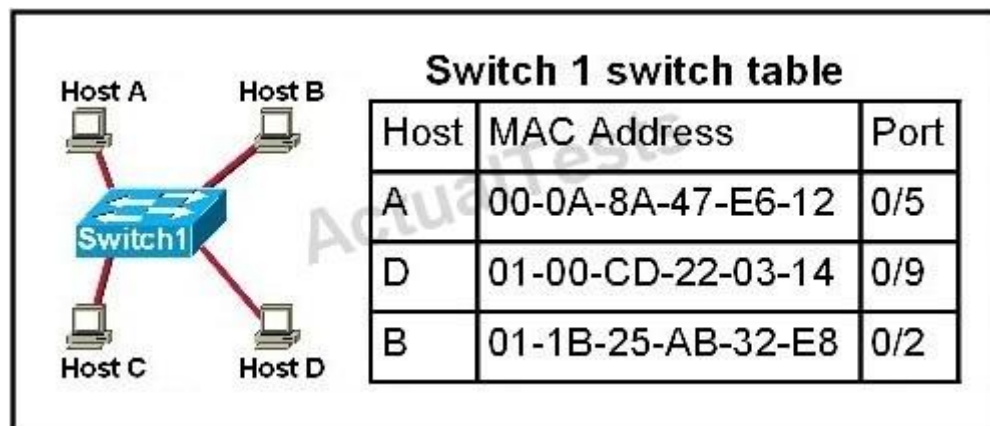 Switch 1 switch table
Host A Host B
Switch1
Host C Host D
Host MAC Address Port
A 00-0A-8A-47-E6-12 0/5
D 01-00-CD-22-03-14 0/9
B 01-1B-25-AB-32-E8 0/2
ActualTests